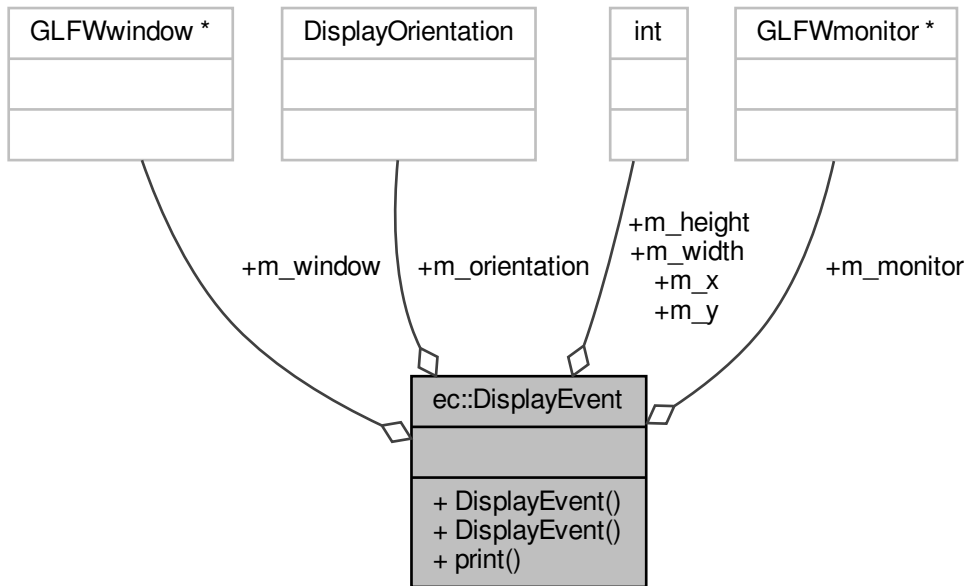 GLFWwindow *
DisplayOrientation
int
GLFWmonitor *
+m_window
+m_orientation
+m_height
+m_width
+m_x
+m_y
+m_monitor
ec::DisplayEvent
+ DisplayEvent()
+ DisplayEvent()
+ print()